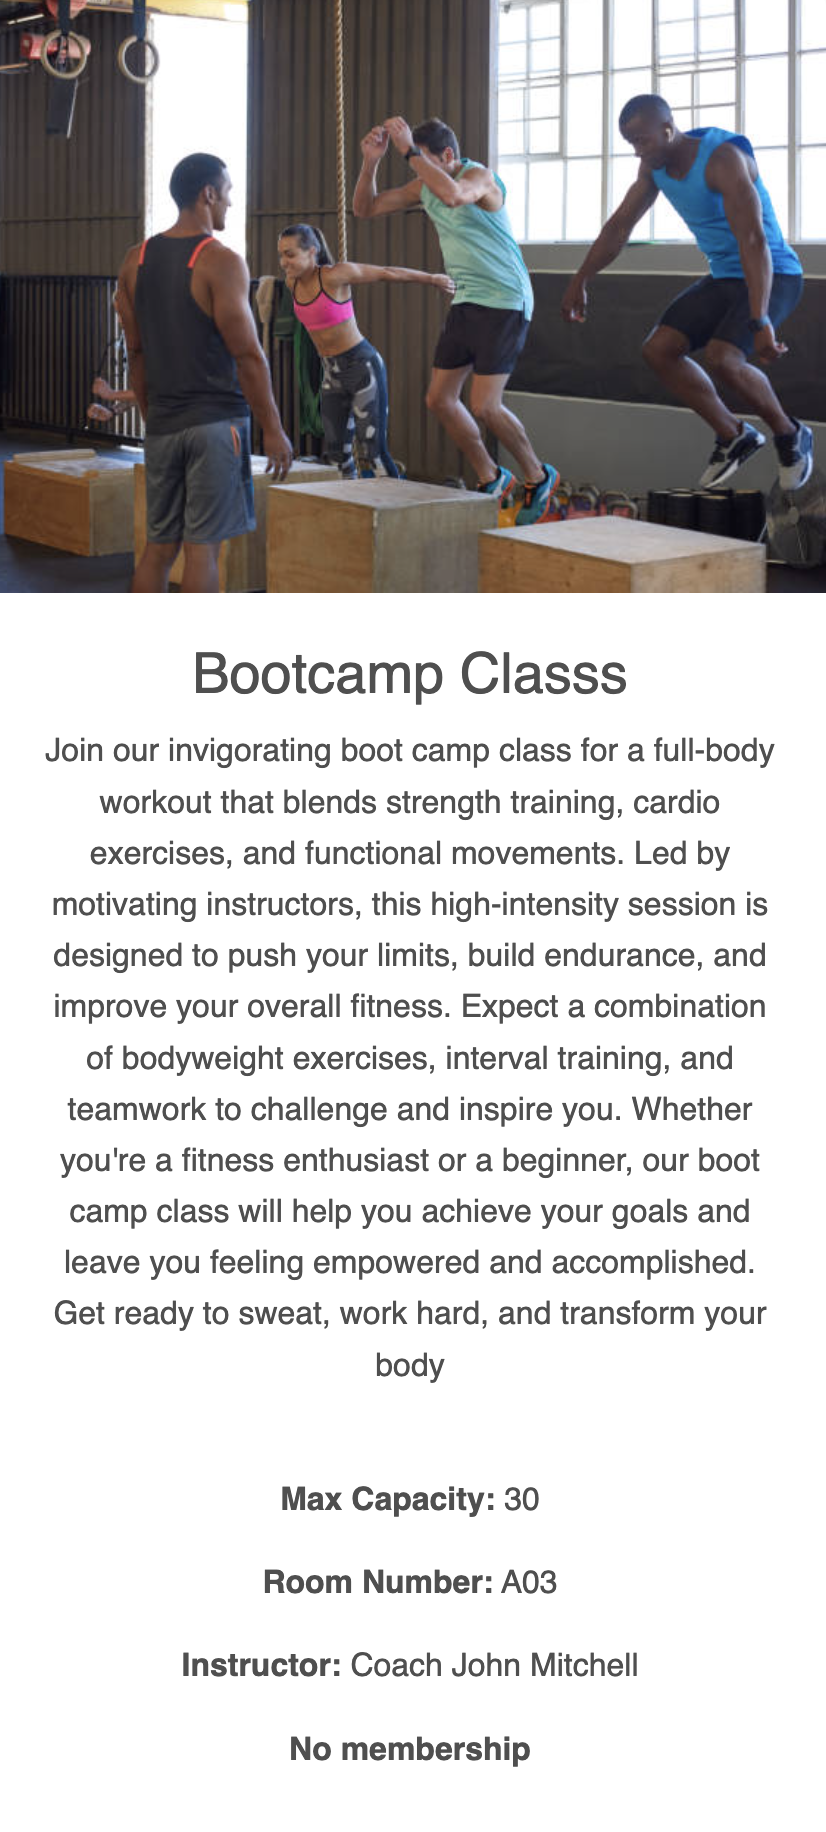 Bootcamp Classs
Join our invigorating boot camp class for a full-body
workout that blends strength training, cardio
exercises, and functional movements. Led by
motivating instructors, this high-intensity session is
designed to push your limits, build endurance, and
improve your overall fitness. Expect a combination
of bodyweight exercises, interval training, and
teamwork to challenge and inspire you. Whether
you're a fitness enthusiast or a beginner, our boot
camp class will help you achieve your goals and
leave you feeling empowered and accomplished.
Get ready to sweat, work hard, and transform your
body
Max Capacity: 30
Room Number: A03
Instructor: Coach John Mitchell
No membership